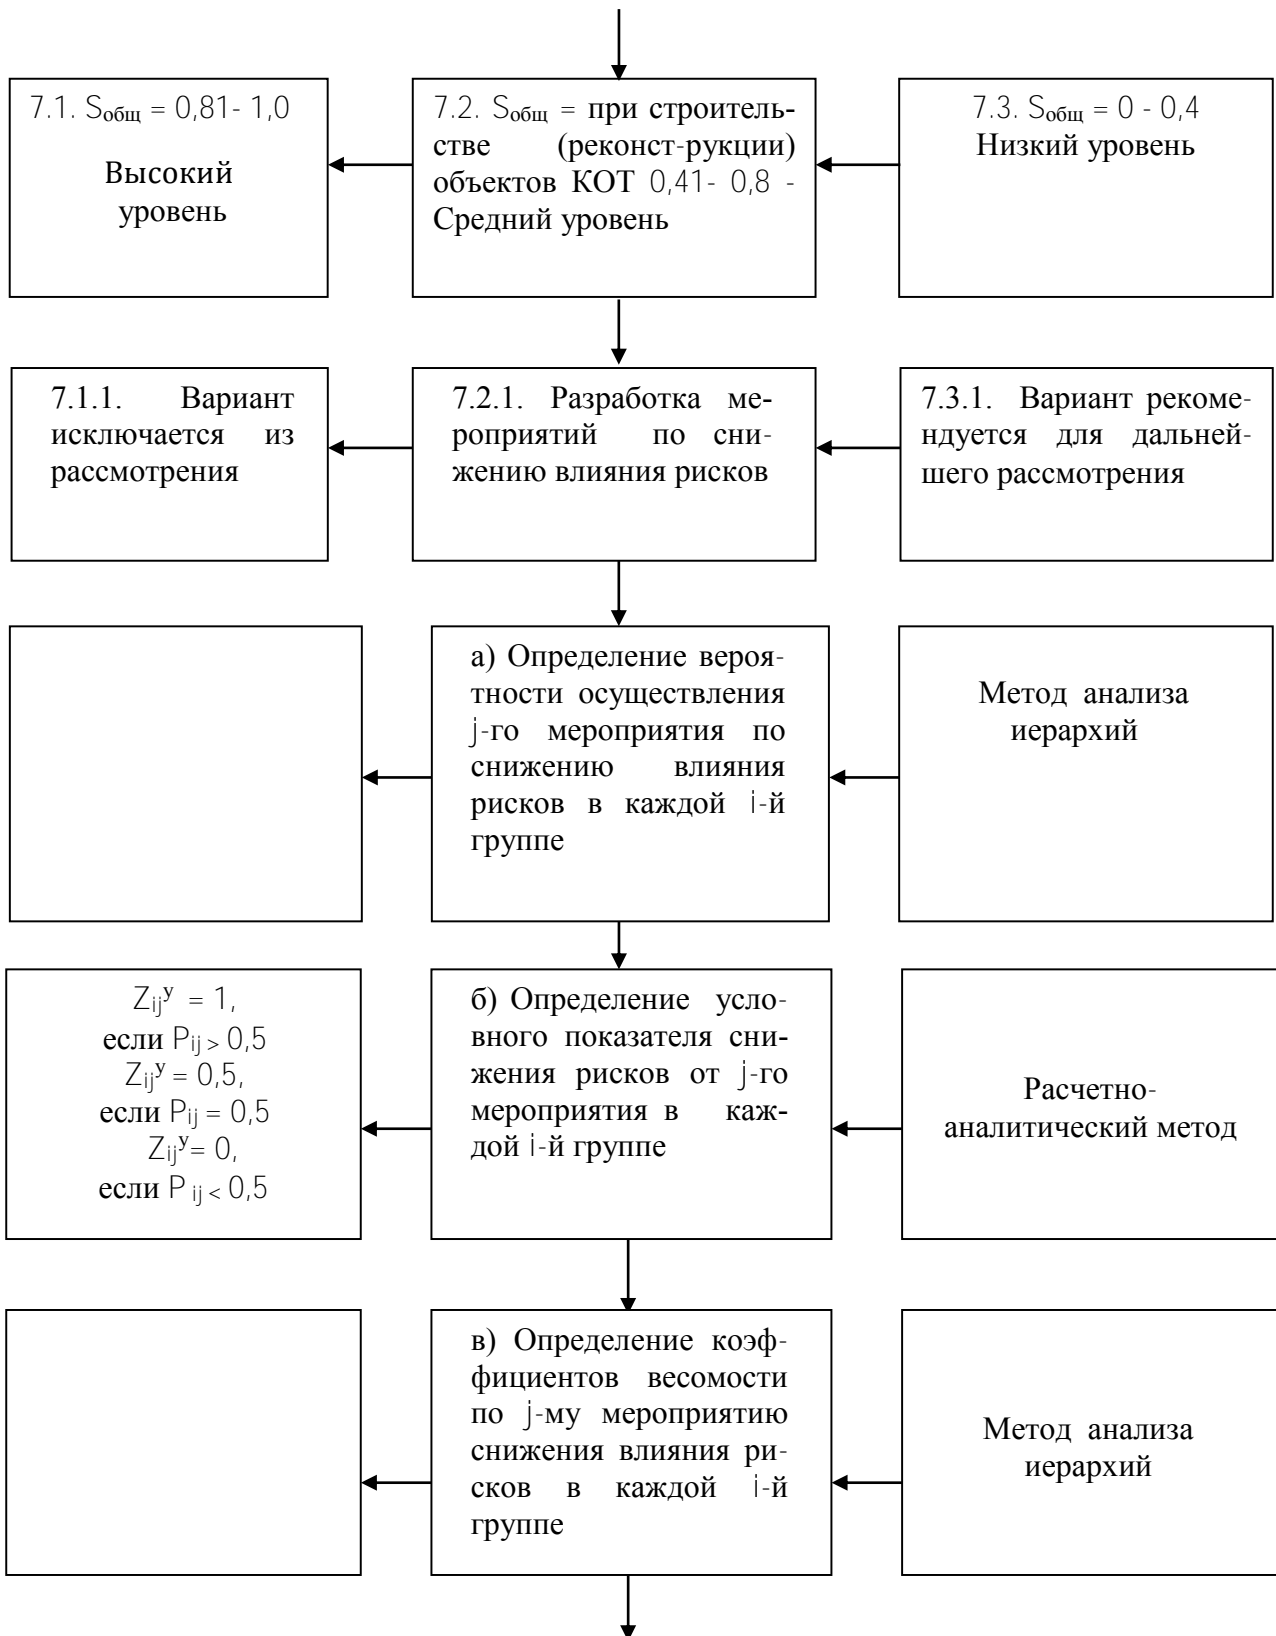 7.1. Sобщ = 0,81- 1,0
Высокий
уровень
7.2. Sобщ = при строитель-
стве (реконст-рукции)
объектов КОТ 0,41- 0,8 -
Средний уровень
7.3. Sобщ = 0 - 0,4
Низкий уровень
7.1.1. Вариант
исключается из
рассмотрения
7.2.1. Разработка ме-
роприятий по сни-
жению влияния рисков
7.3.1. Вариант рекоме-
ндуется для дальней-
шего рассмотрения
а) Определение вероя-
тности осуществления
j-го мероприятия по
снижению влияния
рисков в каждой i-й
группе
Метод анализа
иерархий
Zijу = 1,
если Pij > 0,5
Zijу = 0,5,
если Pij = 0,5
Zijу = 0,
если P ij < 0,5
б) Определение усло-
вного показателя сни-
жения рисков от j-го
мероприятия в каж-
дой i-й группе
Расчетно-
аналитический метод
в) Определение коэф-
фициентов весомости
по j-му мероприятию
снижения влияния ри-
сков в каждой i-й
группе
Метод анализа
иерархий